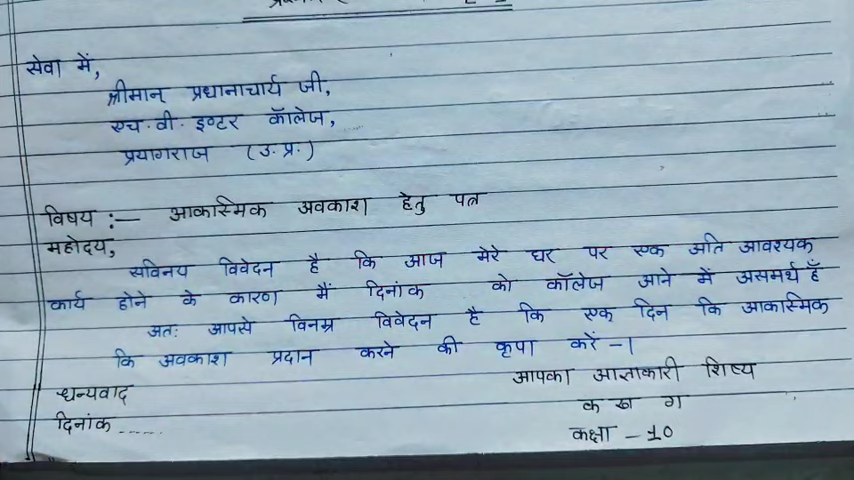 सेवा में,
श्रीमान् प्रधानाचार्य जी,
एच. वी. इण्टर कॉलेज,
प्रयागराज (उ. प्र.)
विषय :— आकास्मिक अवकाश हेतु पत्र
महोदय,
सविनय विवेदन है कि आज मेरे घर पर एक अति आवश्यक
कार्य होने के कारण मैं दिनांक को कॉलेज आने में असमर्थ हूँ
अतः आपसे विनम्र विवेदन है कि एक दिन कि आकास्मिक
कि अवकाश प्रदान करने की कृपा करें -।
आपका आज्ञाकारी शिष्य
धन्यवाद
क ख ग
दिनांक .....
कक्षा - 10